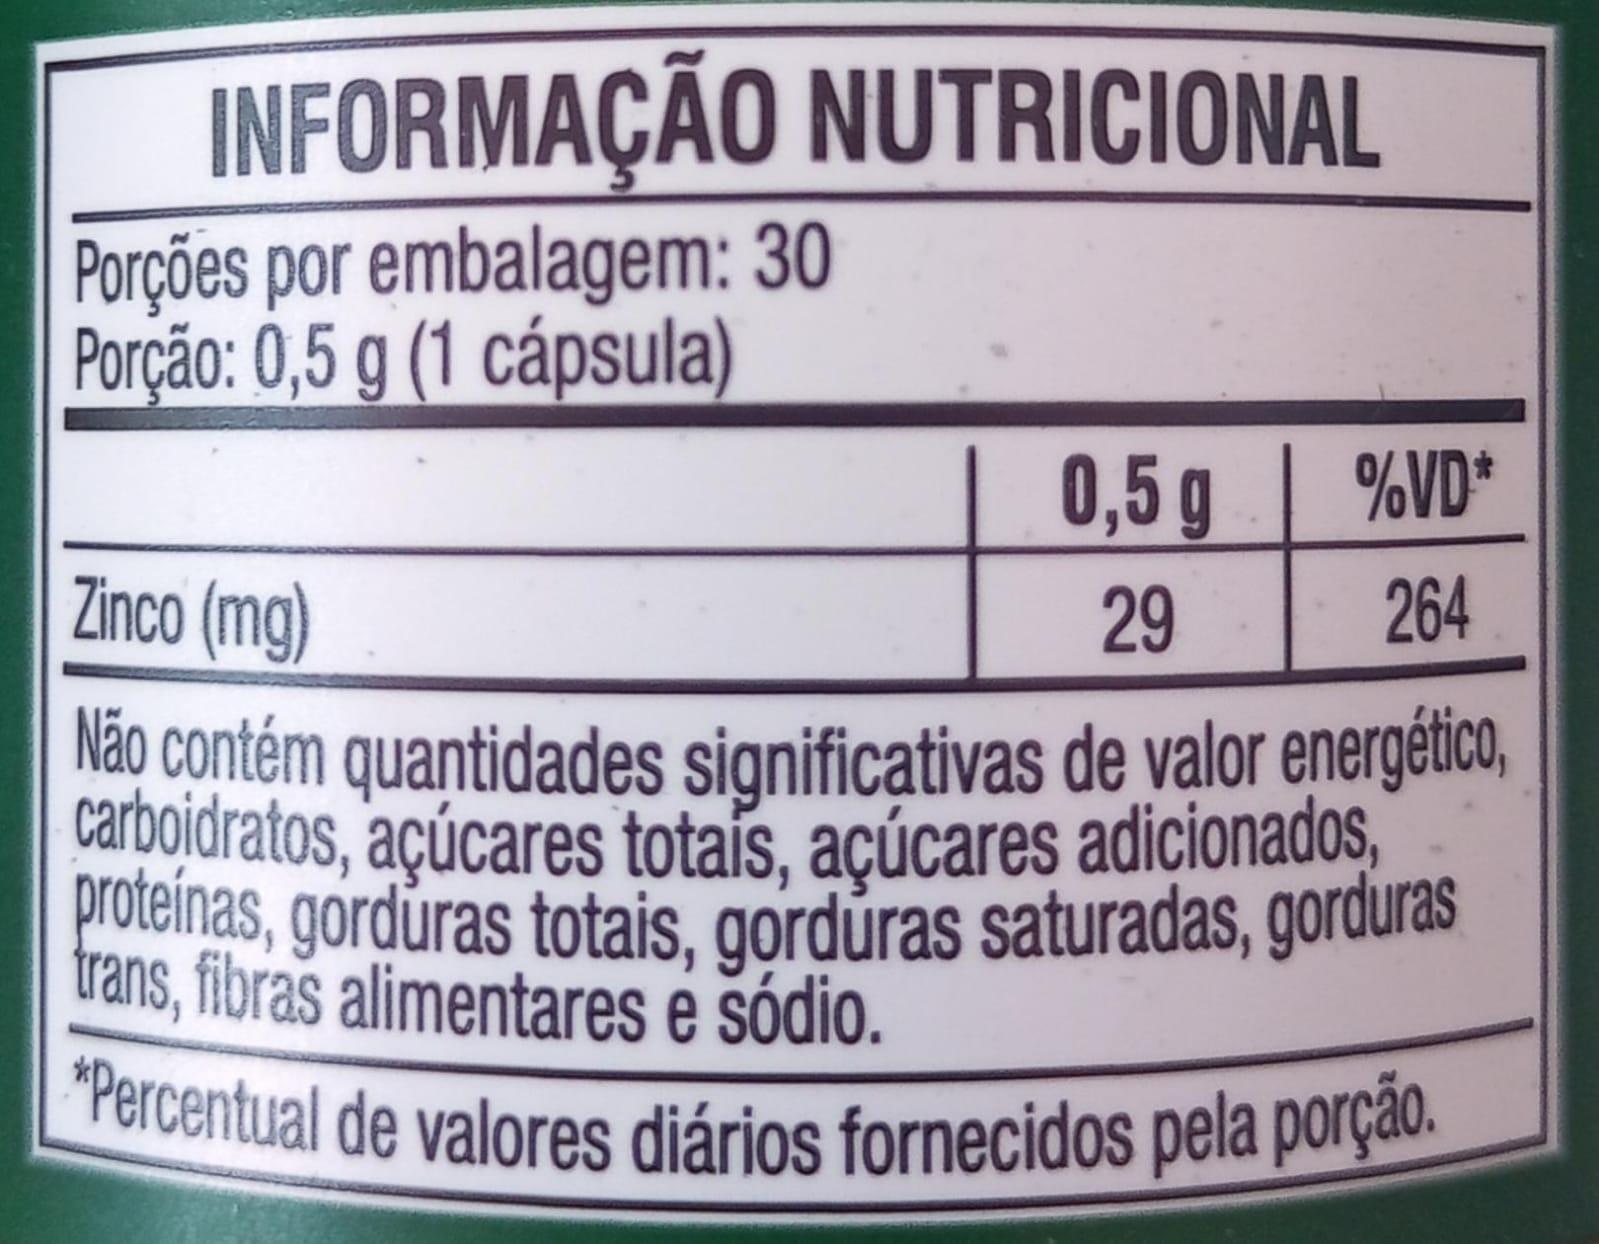 INFORMAÇÃO NUTRICIONAL
Porções por embalagem: 30
Porção: 0,5 g (1 cápsula)
0,5 g %VD*
Zinco (mg) 29 264
Não contém quantidades significativas de valor energético,
carboidratos, açúcares totais, açúcares adicionados,
proteínas, gorduras totais, gorduras saturadas, gorduras
trans, fibras alimentares e sódio.
*Percentual de valores diários fornecidos pela porção.